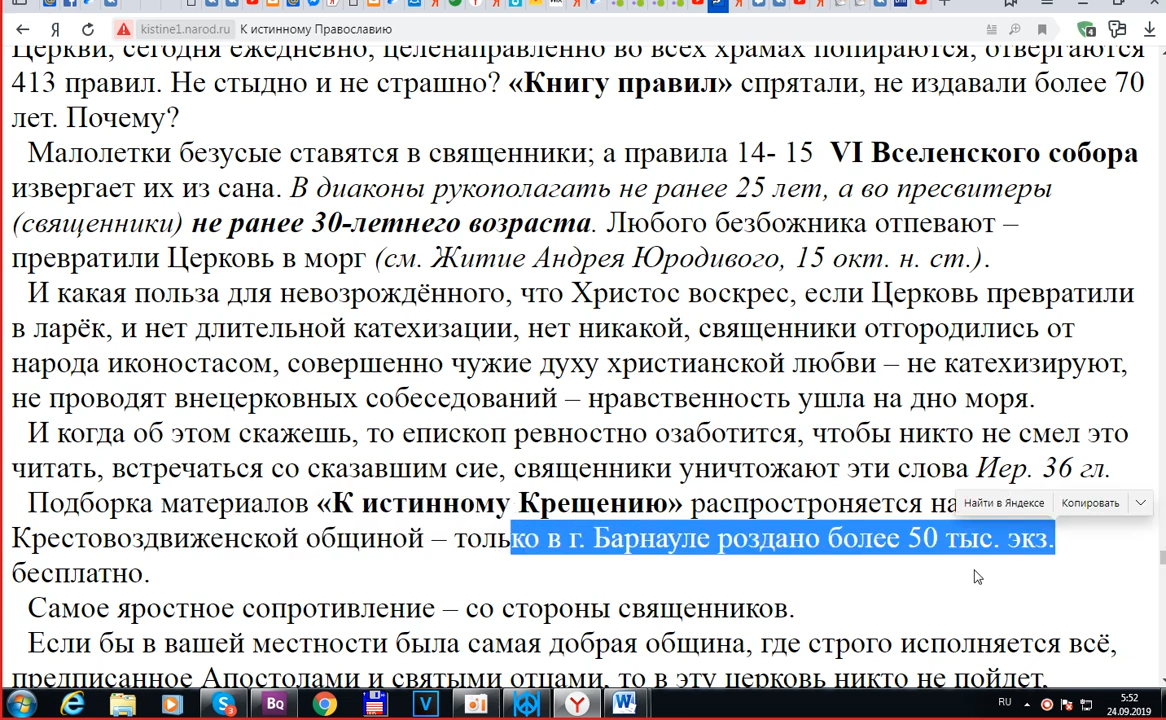 kistine1.narod.ru К истинному Православию
Церкви, сегодня ежедневно, целенаправленно во всех храмах попираются, отвергаются
413 правил. Не стыдно и не страшно? «Книгу правил» спрятали, не издавали более 70
лет. Почему?
Малолетки безусые ставятся в священники; а правила 14- 15 VI Вселенского собора
извергает их из сана. В диаконы рукополагать не ранее 25 лет, а во пресвитеры
(священники) не ранее 30-летнего возраста. Любого безбожника отпевают –
превратили Церковь в морг (см. Житие Андрея Юродивого, 15 окт. н. ст.).
И какая польза для невозрождённого, что Христос воскрес, если Церковь превратили
в ларёк, и нет длительной катехизации, нет никакой, священники отгородились от
народа иконостасом, совершенно чужие духу христианской любви – не катехизируют,
не проводят внецерковных собеседований – нравственность ушла на дно моря.
И когда об этом скажешь, то епископ ревностно озаботится, чтобы никто не смел это
читать, встречаться со сказавшим сие, священники уничтожают эти слова Иер. 36 гл.
Подборка материалов «К истинному Крещению» распростроняется на
Найти в Яндексе Копировать
Крестовоздвиженской общиной – только в г. Барнауле роздано более 50 тыс. экз.
бесплатно.
Самое яростное сопротивление – со стороны священников.
Если бы в вашей местности была самая добрая община, где строго исполняется всё,
предписанное Апостолами и святыми отцами, то в эту церковь никто не пойдет,
RU 5:52
24.09.2019